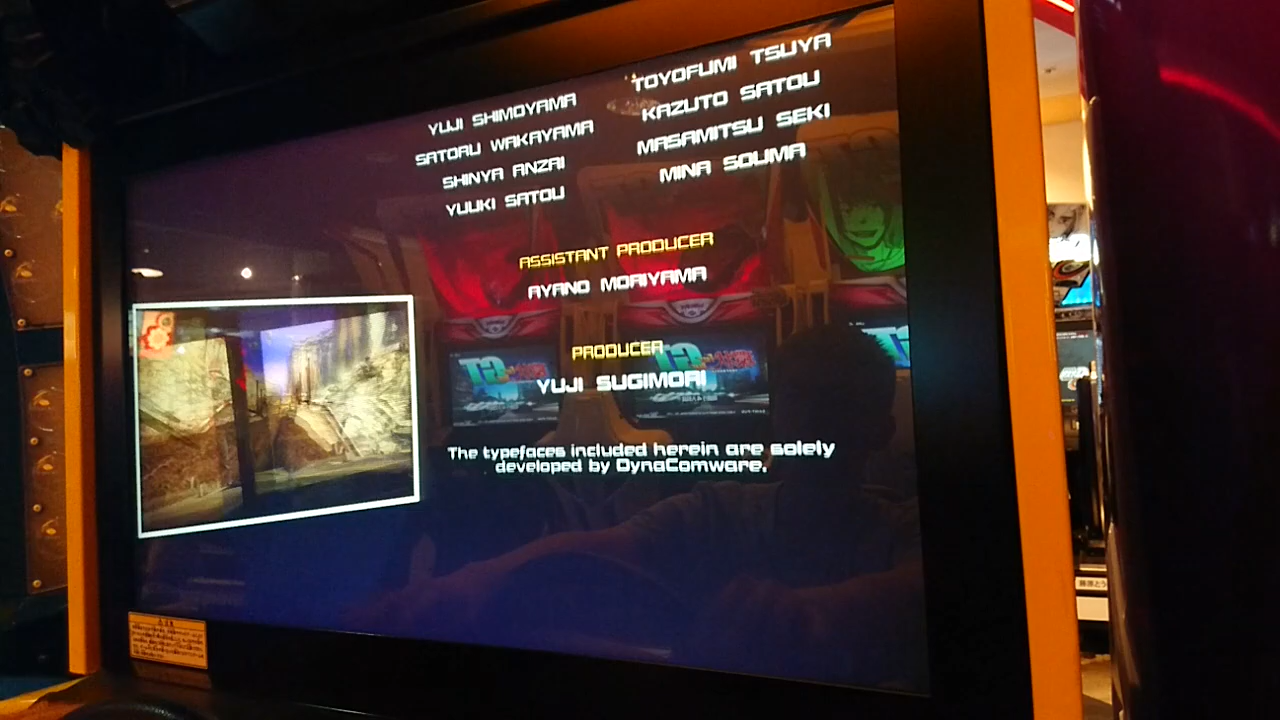 YUJI SHIMOYAMA
TOYOFUMI TSUYA
SATORU WAKAYAMA
KAZUTO SATOU
SHINYA ANZAI
MASAMITSU SEKI
YUUKI SATOU
MINA SOUMA
ASSISTANT PRODUCER
AYANO MORIYAMA
PRODUCER
YUJI SUGIMORI
The typefaces included herein are solely
developed by DynaComware.